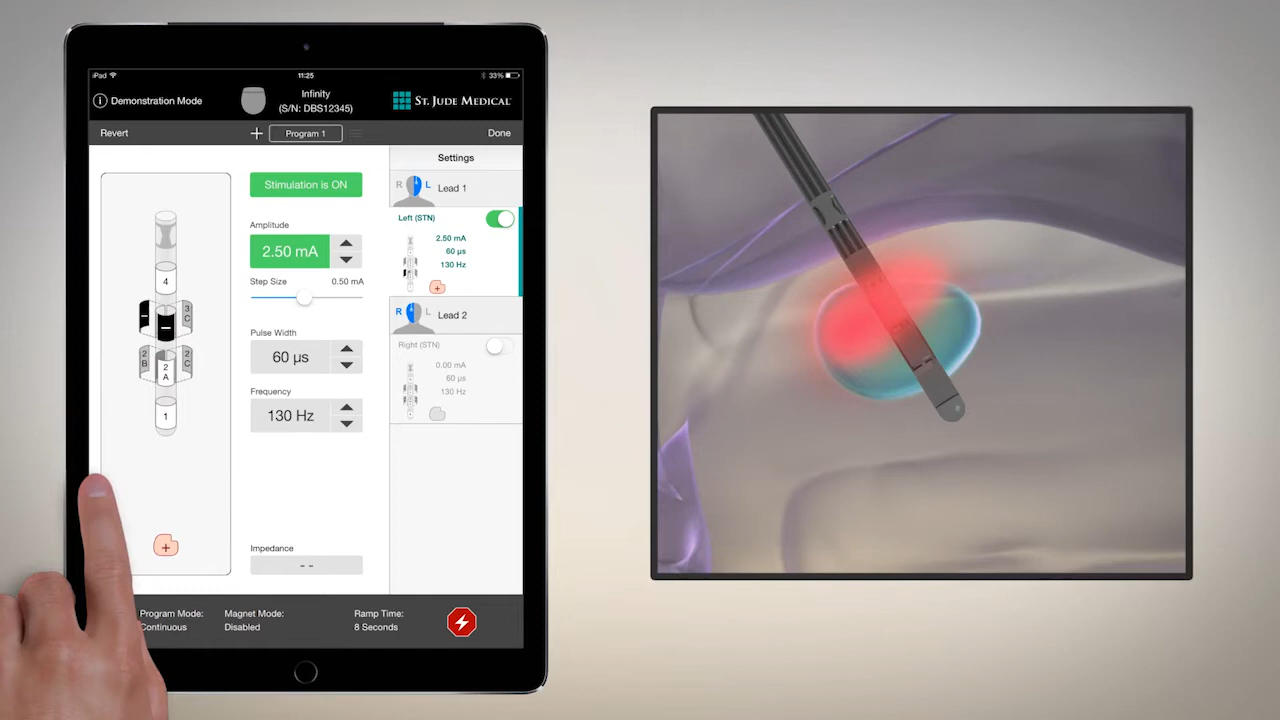 iPad 11:25 33%
Demonstration Mode
Infinity
(S/N: DBS12345)
ST. JUDE MEDICAL
Revert
+ Program 1
Done
Settings
R L Lead 1
Left (STN)
2.50 mA
60 µs
130 Hz
+
R L Lead 2
Right (STN)
0.00 mA
60 µs
130 Hz
Stimulation is ON
Amplitude
2.50 mA
Step Size 0.50 mA
Pulse Width
60 µs
Frequency
130 Hz
Impedance
- -
4
3
C
2
B
2
A
2
C
1
+
Program Mode:
Continuous
Magnet Mode:
Disabled
Ramp Time:
8 Seconds